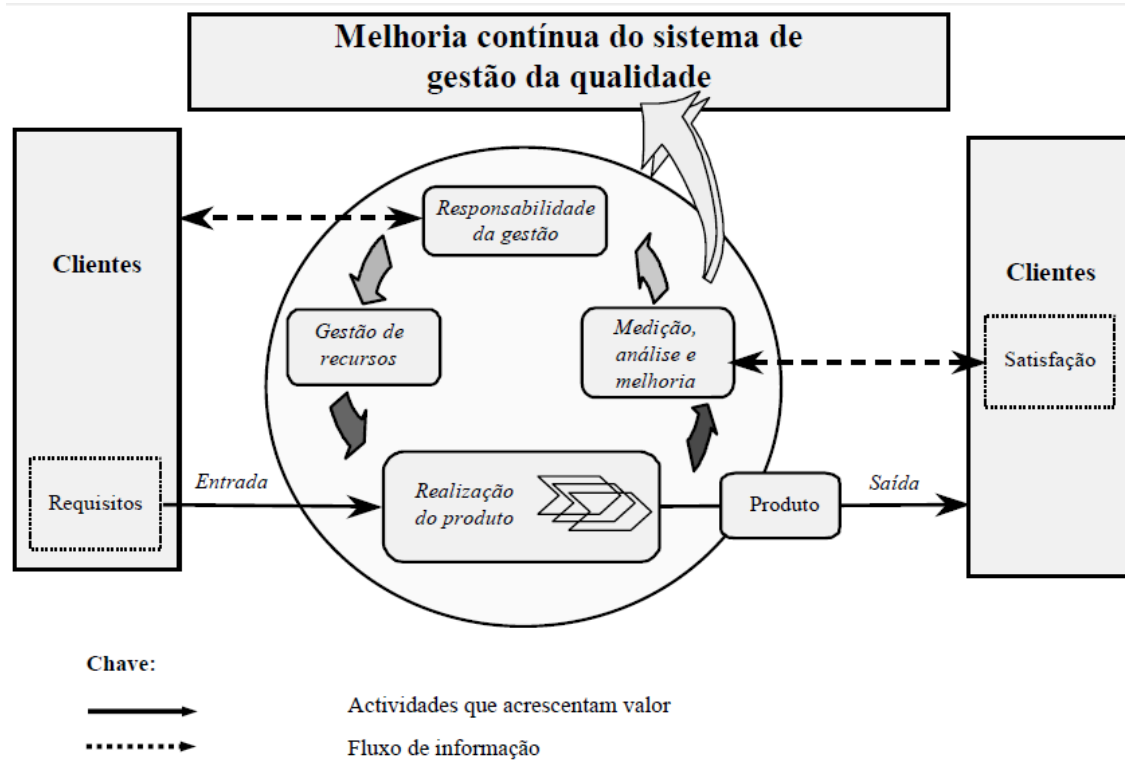 Melhoria contínua do sistema de
gestão da qualidade
Clientes
Requisitos
Entrada
Responsabilidade
da gestão
Gestão de
recursos
Medição,
análise e
melhoria
Realização
do produto
Produto
Saída
Clientes
Satisfação
Chave:
Actividades que acrescentam valor
Fluxo de informação